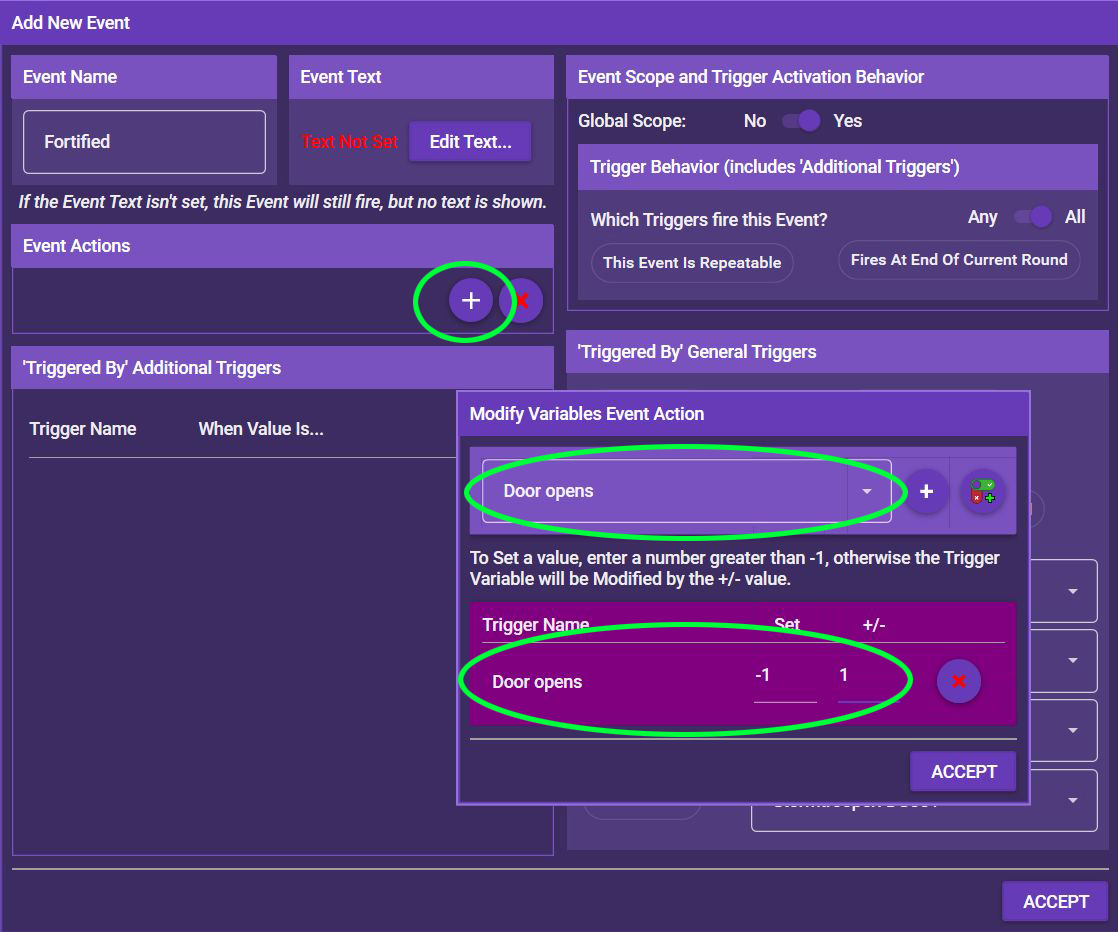 Add New Event
Event Name
Event Text
Fortified
Text Not Set
Edit Text...
If the Event Text isn't set, this Event will still fire, but no text is shown.
Event Actions
'Triggered By' Additional Triggers
Trigger Name When Value Is...
Event Scope and Trigger Activation Behavior
Global Scope: No Yes
Trigger Behavior (includes 'Additional Triggers')
Which Triggers fire this Event? Any All
This Event Is Repeatable
Fires At End Of Current Round
'Triggered By' General Triggers
Modify Variables Event Action
Door opens
To Set a value, enter a number greater than -1, otherwise the Trigger
Variable will be Modified by the +/- value.
Trigger Name Set +/-
Door opens -1 1
ACCEPT
ACCEPT